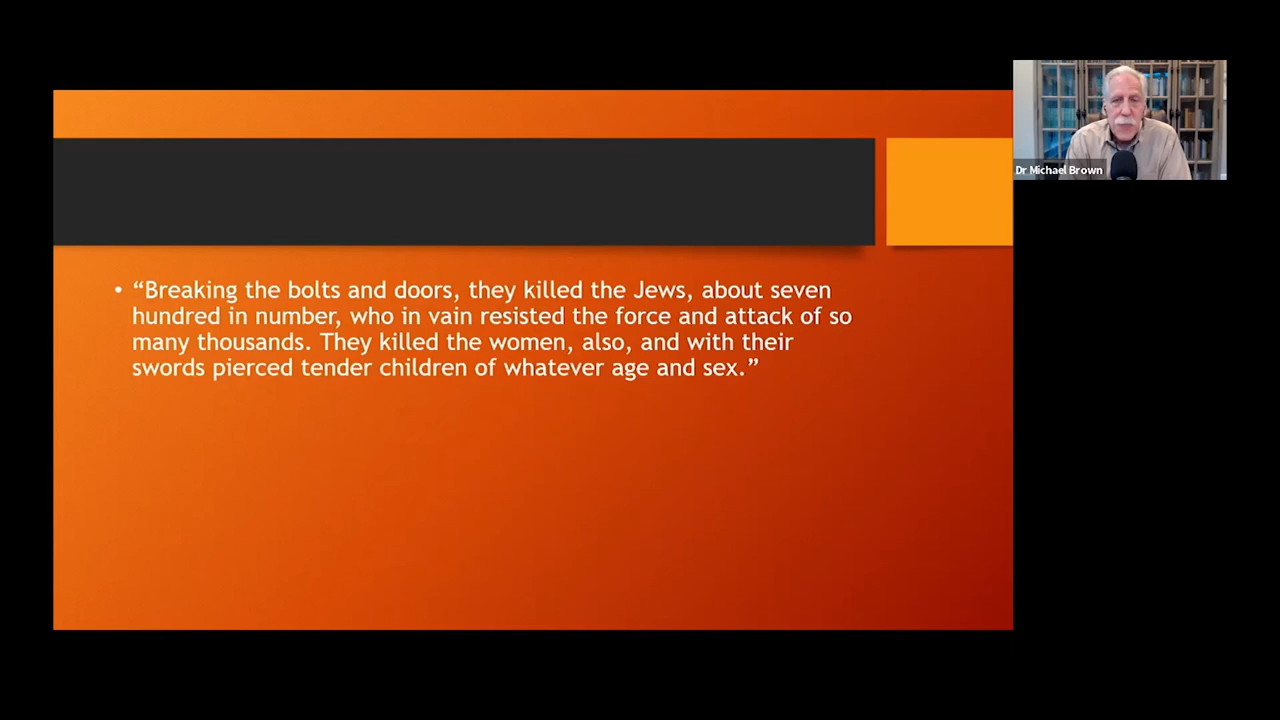 • “Breaking the bolts and doors, they killed the Jews, about seven
hundred in number, who in vain resisted the force and attack of so
many thousands. They killed the women, also, and with their
swords pierced tender children of whatever age and sex.”
Dr Michael Brown